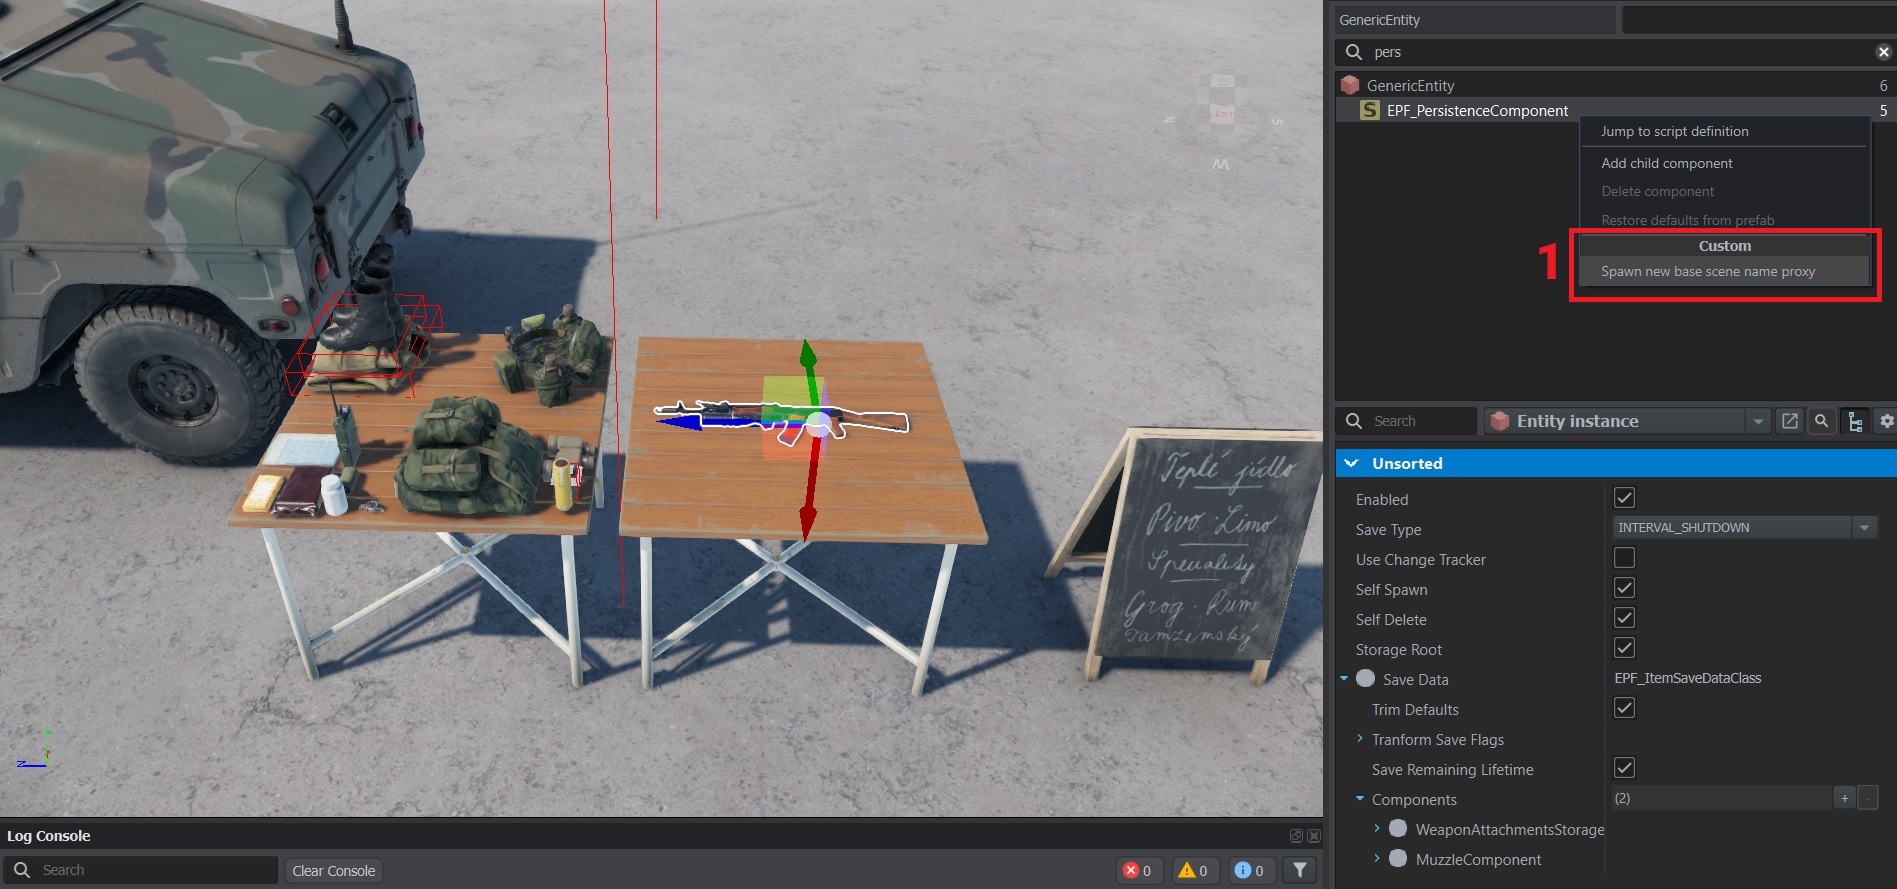 GenericEntity
pers
GenericEntity 6
EPF_PersistenceComponent 5
Jump to script definition
Add child component
Delete component
Restore defaults from prefab
Custom
1 Spawn new base scene name proxy
LEFT
N
S
W
Search
Entity instance
Unsorted
Enabled
Save Type INTERVAL_SHUTDOWN
Use Change Tracker
Self Spawn
Self Delete
Storage Root
Save Data EPF_ItemSaveDataClass
Trim Defaults
Tranform Save Flags
Save Remaining Lifetime
Components (2) + -
WeaponAttachmentsStorage
MuzzleComponent
Teplé jídlo
Pivo · Limo
Speciality
Grog · Rum
Tamzemský
Y
X
Z
Log Console
Search
Clear Console
0
0
0